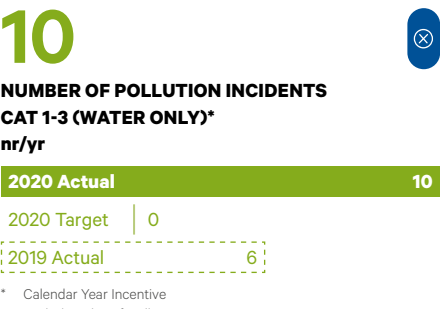 10
NUMBER OF POLLUTION INCIDENTS
CAT 1-3 (WATER ONLY)*
nr/yr
2020 Actual 10
2020 Target 0
2019 Actual 6
* Calendar Year Incentive